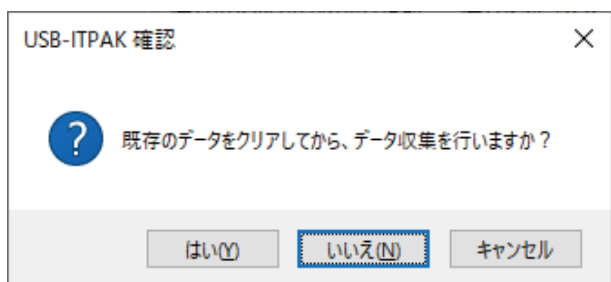 USB-ITPAK 確認
既存のデータをクリアしてから、データ収集を行いますか？
はい(Y)
いいえ(N)
キャンセル